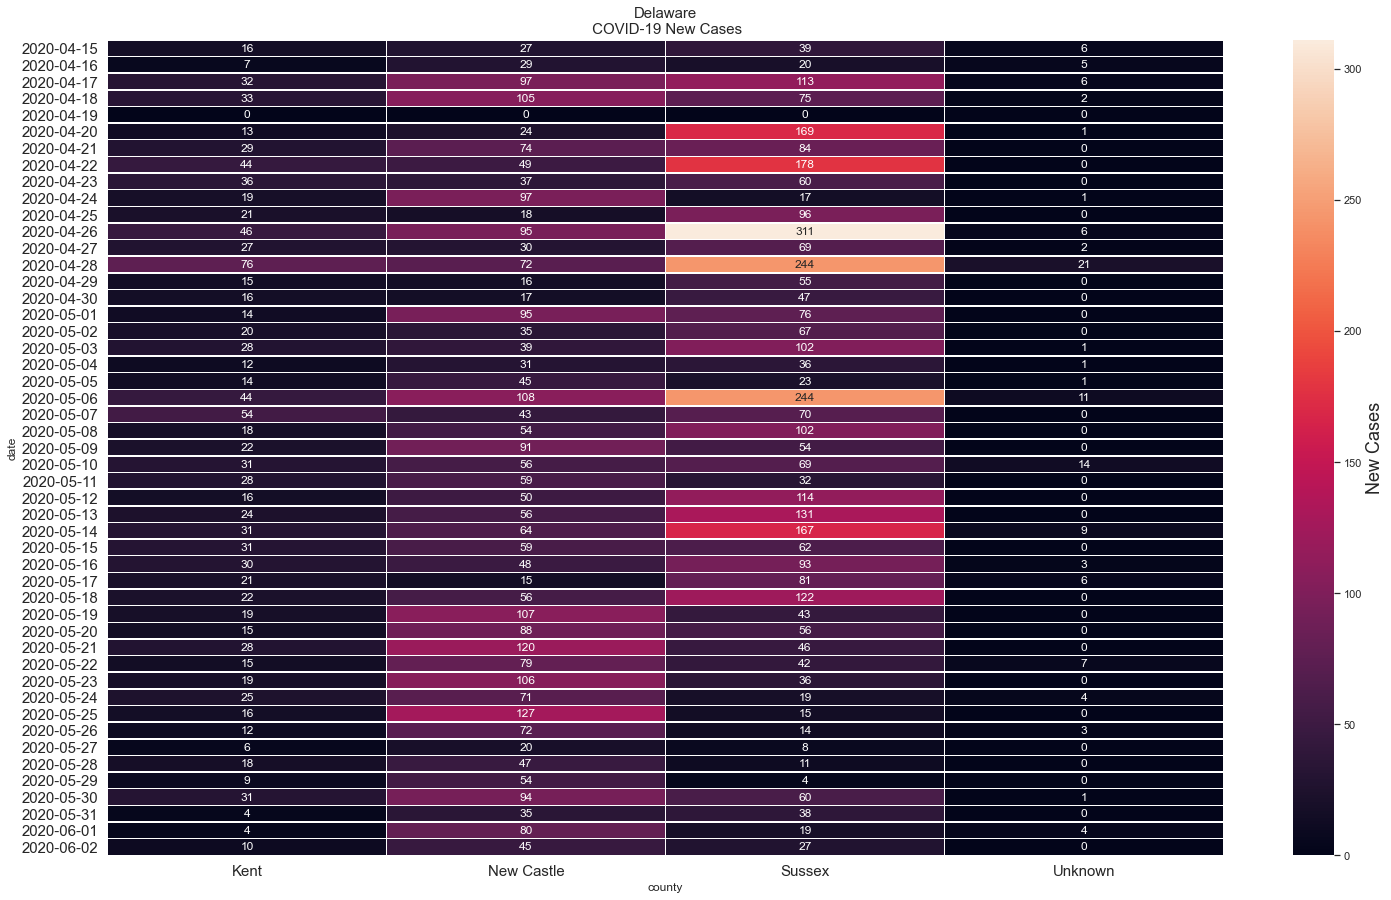 Delaware
COVID-19 New Cases
2020-04-15 16 27 39 6
2020-04-16 7 29 20 5
2020-04-17 32 97 113 6
2020-04-18 33 105 75 2
2020-04-19 0 0 0 0
2020-04-20 13 24 169 1
2020-04-21 29 74 84 0
2020-04-22 44 49 178 0
2020-04-23 36 37 60 0
2020-04-24 19 97 17 1
2020-04-25 21 18 96 0
2020-04-26 46 95 311 6
2020-04-27 27 30 69 2
2020-04-28 76 72 244 21
2020-04-29 15 16 55 0
2020-04-30 16 17 47 0
2020-05-01 14 95 76 0
2020-05-02 20 35 67 0
2020-05-03 28 39 102 1
2020-05-04 12 31 36 1
2020-05-05 14 45 23 1
2020-05-06 44 108 244 11
2020-05-07 54 43 70 0
2020-05-08 18 54 102 0
2020-05-09 22 91 54 0
2020-05-10 31 56 69 14
2020-05-11 28 59 32 0
2020-05-12 16 50 114 0
2020-05-13 24 56 131 0
2020-05-14 31 64 167 9
2020-05-15 31 59 62 0
2020-05-16 30 48 93 3
2020-05-17 21 15 81 6
2020-05-18 22 56 122 0
2020-05-19 19 107 43 0
2020-05-20 15 88 56 0
2020-05-21 28 120 46 0
2020-05-22 15 79 42 7
2020-05-23 19 106 36 0
2020-05-24 25 71 19 4
2020-05-25 16 127 15 0
2020-05-26 12 72 14 3
2020-05-27 6 20 8 0
2020-05-28 18 47 11 0
2020-05-29 9 54 4 0
2020-05-30 31 94 60 1
2020-05-31 4 35 38 0
2020-06-01 4 80 19 4
2020-06-02 10 45 27 0
Kent New Castle Sussex Unknown
county
date
300
250
200
150
100
50
0
New Cases